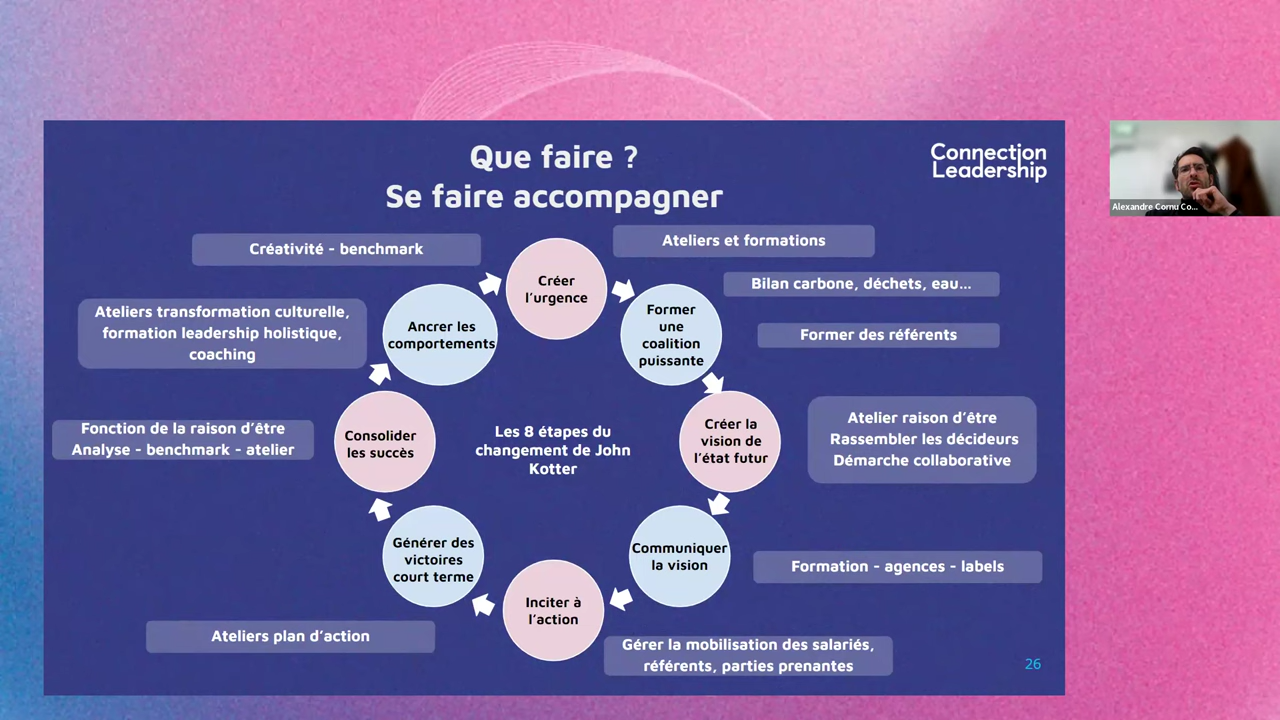 Que faire ?
Se faire accompagner
Connection
Leadership
Alexandre Cornu Co...
Créativité - benchmark
Ateliers et formations
Créer
l'urgence
Bilan carbone, déchets, eau...
Former
une
coalition
puissante
Former des référents
Ateliers transformation culturelle,
formation leadership holistique,
coaching
Ancrer les
comportements
Créer la
vision de
l'état futur
Atelier raison d'être
Rassembler les décideurs
Démarche collaborative
Fonction de la raison d'être
Analyse - benchmark - atelier
Consolider
les succès
Les 8 étapes du
changement de John
Kotter
Communiquer
la vision
Formation - agences - labels
Générer des
victoires
court terme
Inciter à
l'action
Ateliers plan d'action
Gérer la mobilisation des salariés,
référents, parties prenantes
26